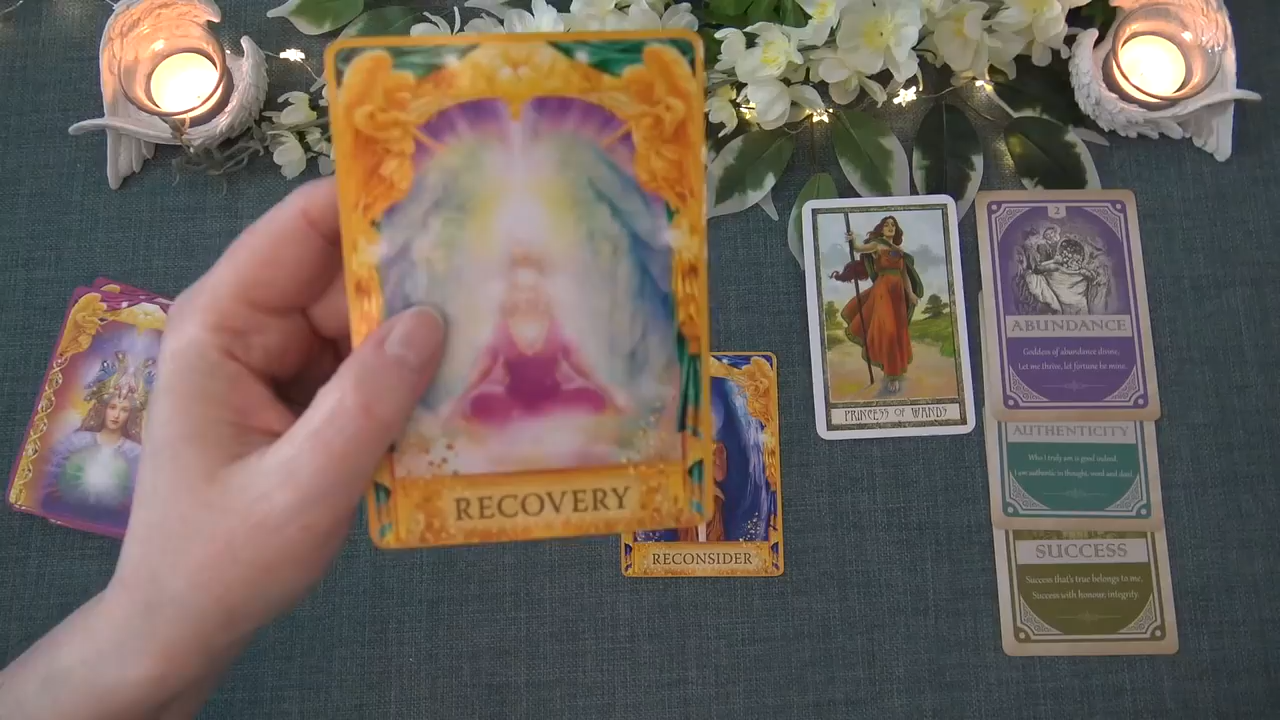 RECOVERY
RECONSIDER
PRINCESS OF WANDS
2
ABUNDANCE
Goddess of abundance divine,
Let me thrive, let fortune be mine.
AUTHENTICITY
Who I truly am is good indeed.
I am authentic in thought, word and deed.
SUCCESS
Success that's true belongs to me.
Success with honour, integrity.